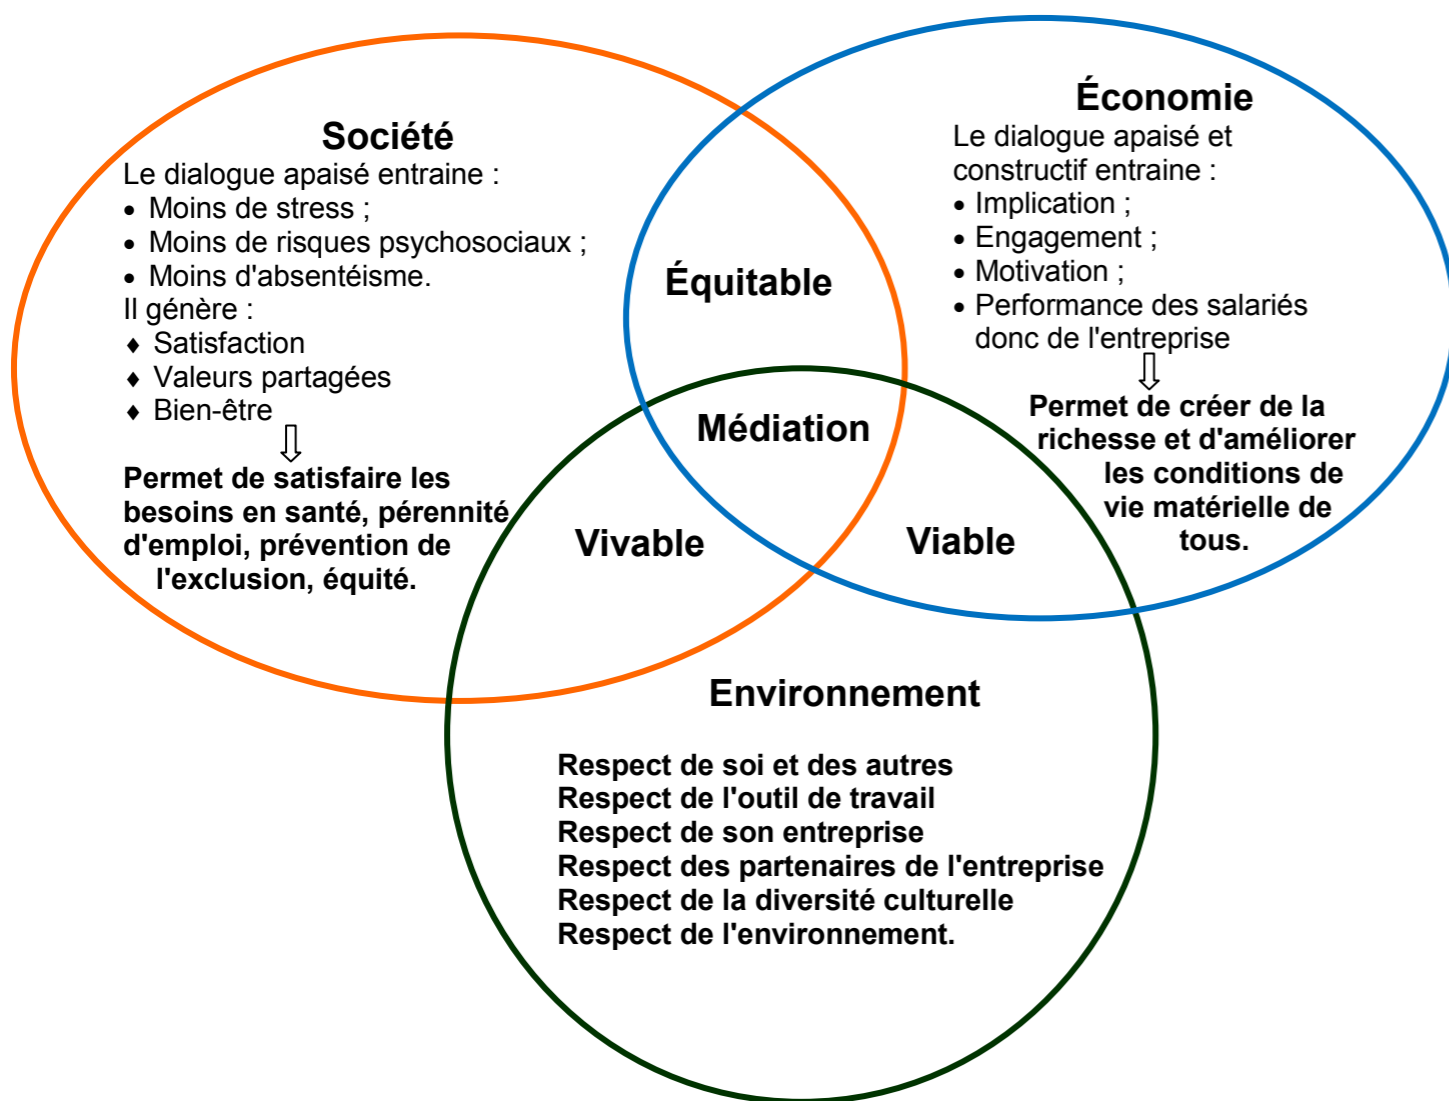 Société
Le dialogue apaisé entraine :
• Moins de stress ;
• Moins de risques psychosociaux ;
• Moins d'absentéisme.
Il génère :
♦ Satisfaction
♦ Valeurs partagées
♦ Bien-être
Permet de satisfaire les
besoins en santé, pérennité
d'emploi, prévention de
l'exclusion, équité.
Économie
Le dialogue apaisé et
constructif entraine :
• Implication ;
• Engagement ;
• Motivation ;
• Performance des salariés
donc de l'entreprise
Permet de créer de la
richesse et d'améliorer
les conditions de
vie matérielle de
tous.
Équitable
Médiation
Vivable
Viable
Environnement
Respect de soi et des autres
Respect de l'outil de travail
Respect de son entreprise
Respect des partenaires de l'entreprise
Respect de la diversité culturelle
Respect de l'environnement.